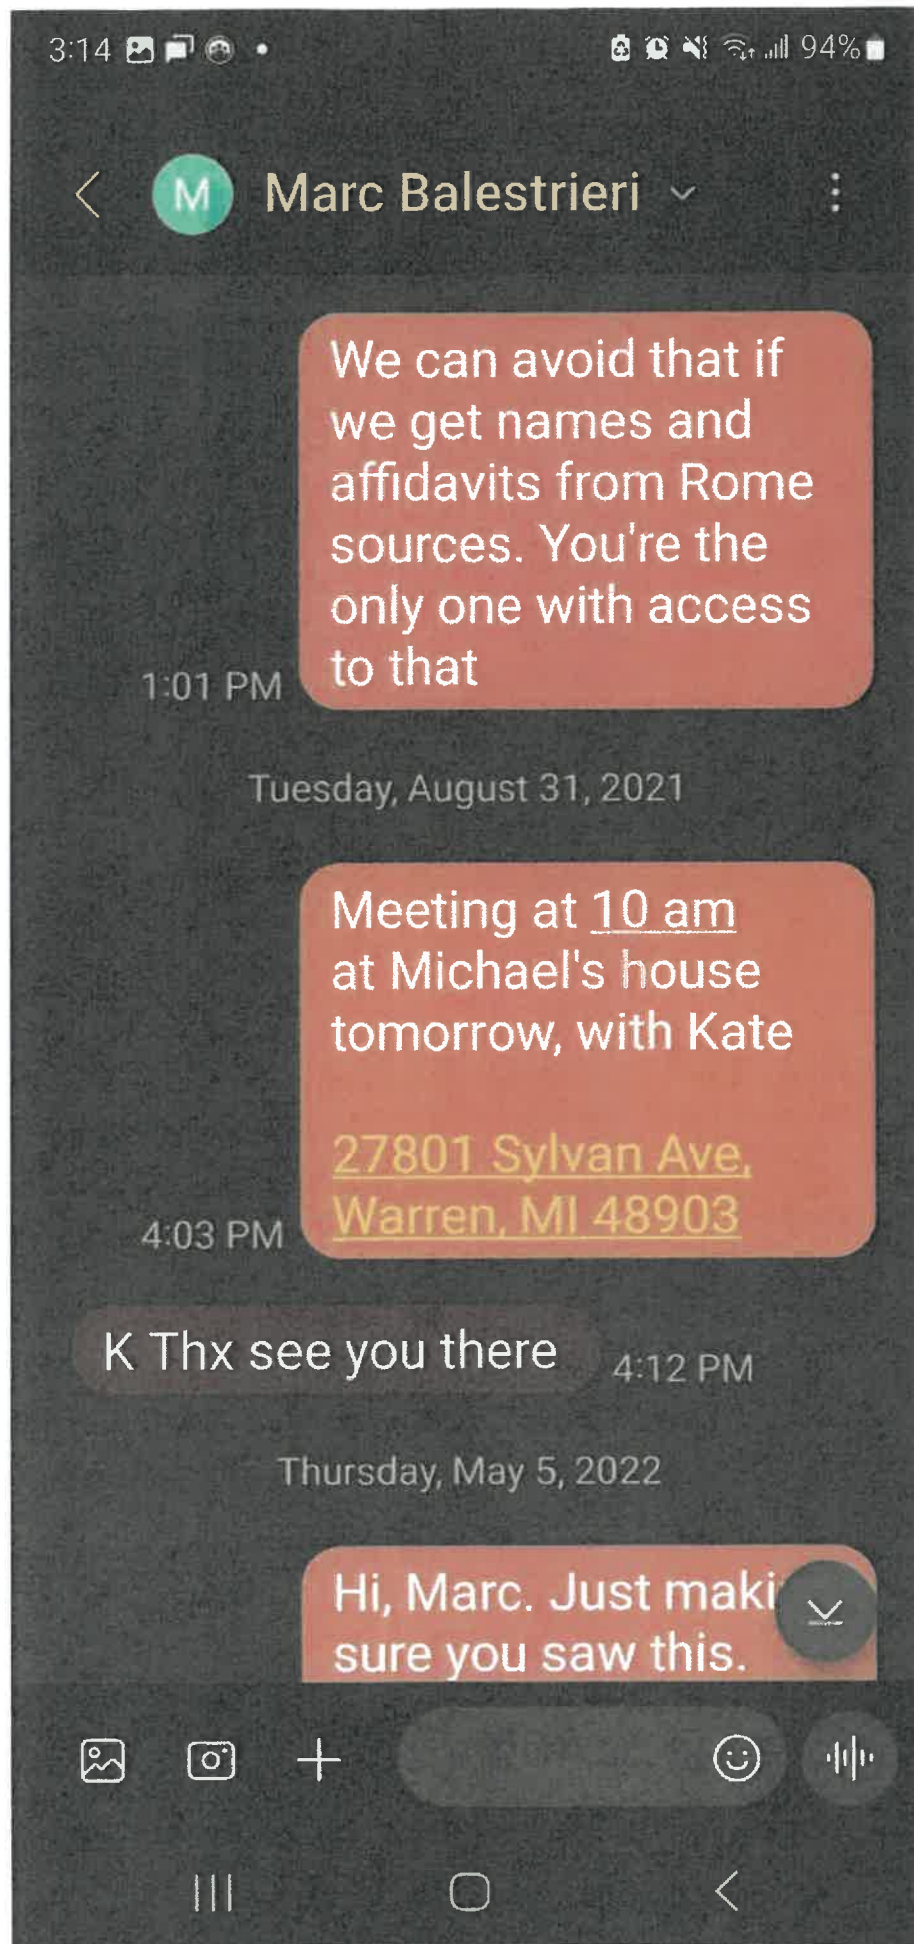 3:14
94%
M Marc Balestrieri
We can avoid that if
we get names and
affidavits from Rome
sources. You're the
only one with access
to that
1:01 PM
Tuesday, August 31, 2021
Meeting at 10 am
at Michael's house
tomorrow, with Kate
27801 Sylvan Ave,
Warren, MI 48903
4:03 PM
K Thx see you there
4:12 PM
Thursday, May 5, 2022
Hi, Marc. Just maki
sure you saw this.